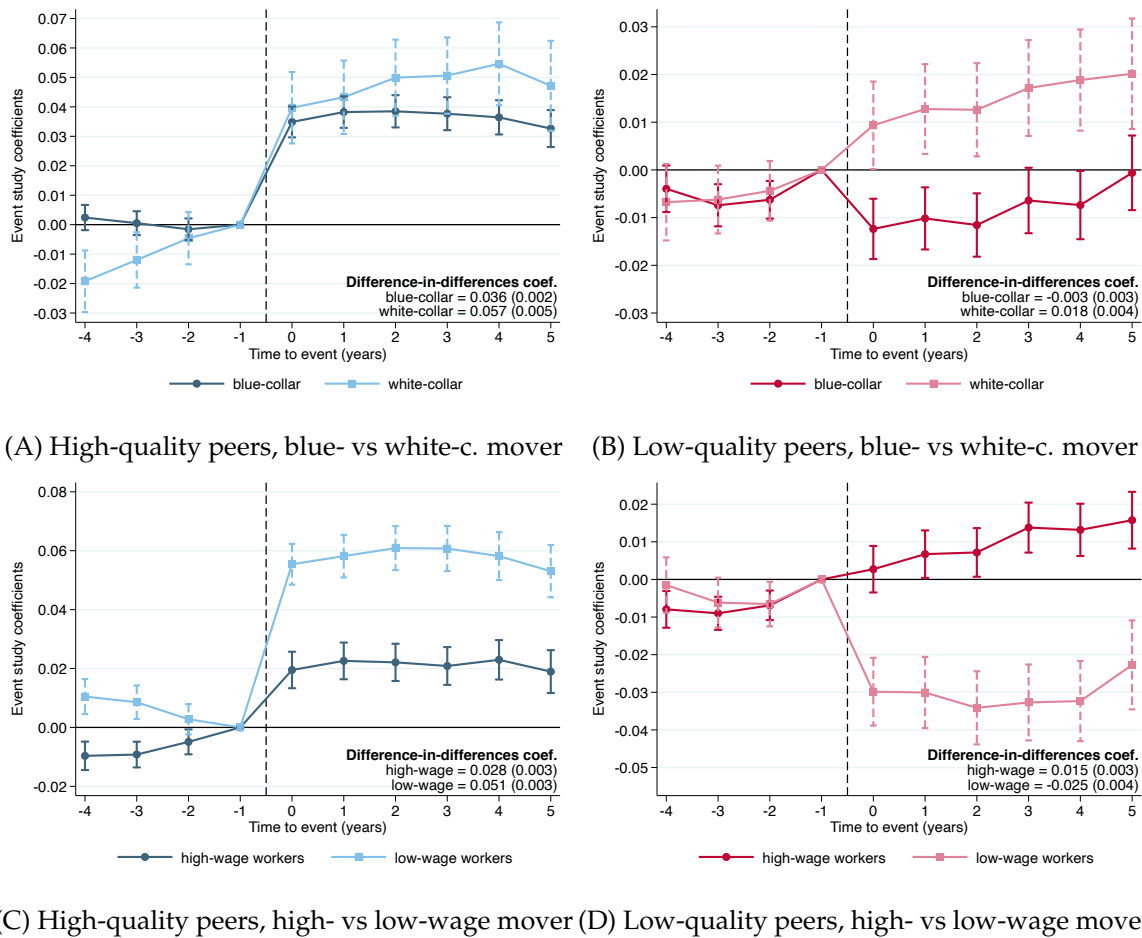 Event study coefficients
0.07
0.06
0.05
0.04
0.03
0.02
0.01
0.00
-0.01
-0.02
-0.03
Difference-in-differences coef.
blue-collar = 0.036 (0.002)
white-collar = 0.057 (0.005)
-4 -3 -2 -1 0 1 2 3 4 5
Time to event (years)
blue-collar white-collar
(A) High-quality peers, blue- vs white-c. mover
Event study coefficients
0.03
0.02
0.01
0.00
-0.01
-0.02
-0.03
Difference-in-differences coef.
blue-collar = -0.003 (0.003)
white-collar = 0.018 (0.004)
-4 -3 -2 -1 0 1 2 3 4 5
Time to event (years)
blue-collar white-collar
(B) Low-quality peers, blue- vs white-c. mover
Event study coefficients
0.08
0.06
0.04
0.02
0.00
-0.02
Difference-in-differences coef.
high-wage = 0.028 (0.003)
low-wage = 0.051 (0.003)
-4 -3 -2 -1 0 1 2 3 4 5
Time to event (years)
high-wage workers low-wage workers
C) High-quality peers, high- vs low-wage mover
Event study coefficients
0.02
0.01
0.00
-0.01
-0.02
-0.03
-0.04
-0.05
Difference-in-differences coef.
high-wage = 0.015 (0.003)
low-wage = -0.025 (0.004)
-4 -3 -2 -1 0 1 2 3 4 5
Time to event (years)
high-wage workers low-wage workers
(D) Low-quality peers, high- vs low-wage move